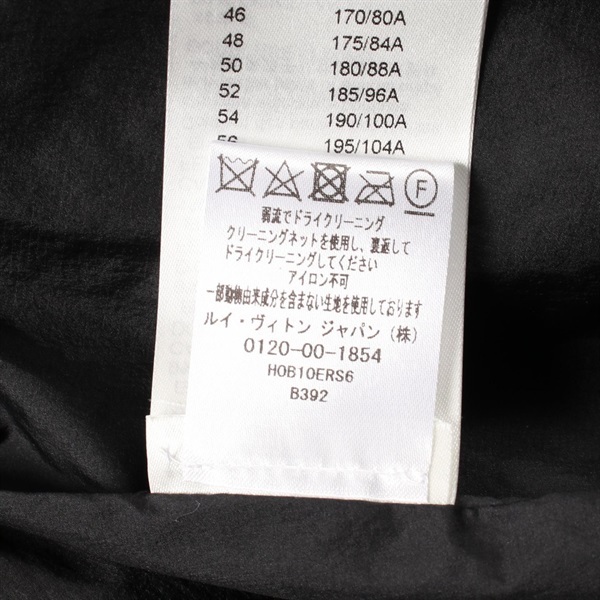 46 170/80A
48 175/84A
50 180/88A
52 185/96A
54 190/100A
56 195/104A
F
弱流でドライクリーニング
クリーニングネットを使用し、裏返して
ドライクリーニングしてください
アイロン不可
一部動物由来成分を含まない生地を使用しております
ルイ・ヴィトン ジャパン (株)
0120-00-1854
H0B10ERS6
B392